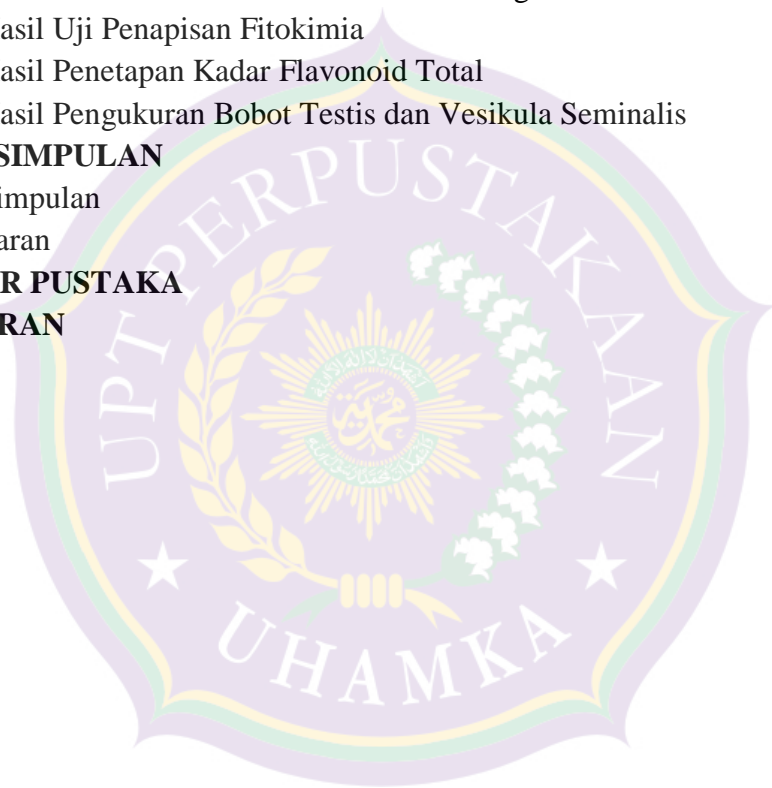 asil Uji Penapisan Fitokimia
asil Penetapan Kadar Flavonoid Total
asil Pengukuran Bobot Testis dan Vesikula Seminalis
SIMPULAN
impulan
aran
R PUSTAKA
RAN
UPT PERPUSTAKAAN
UHAMKA